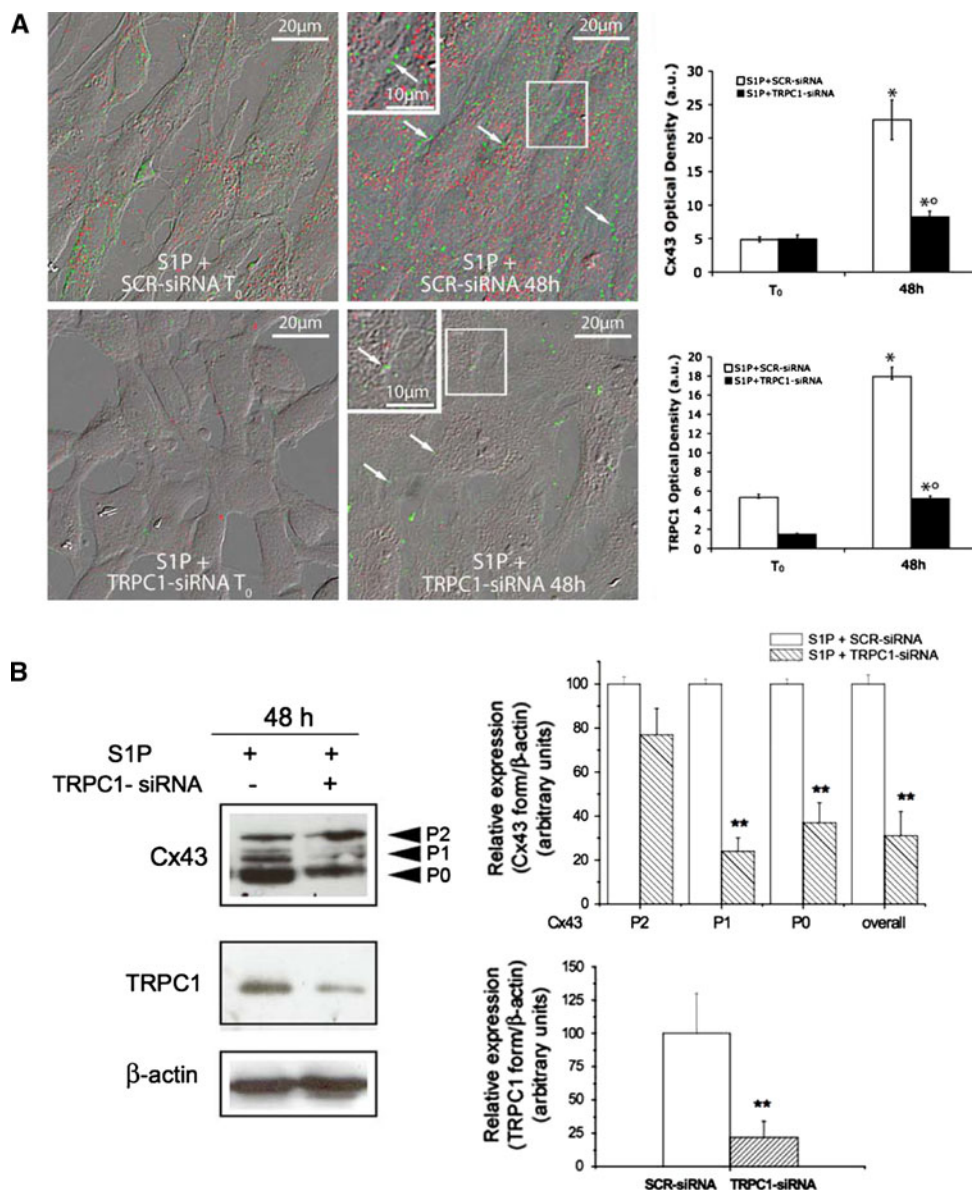 A
20µm
S1P +
SCR-siRNA T0
20µm
10µm
S1P +
SCR-siRNA 48h
20µm
S1P +
TRPC1-siRNA T0
20µm
10µm
S1P +
TRPC1-siRNA 48h
Cx43 Optical Density (a.u.)
30
25
20
15
10
5
0
S1P+SCR-siRNA
S1P+TRPC1-siRNA
*
*°
T0
48h
TRPC1 Optical Density (a.u.)
20
18
16
14
12
10
8
6
4
2
0
S1P+SCR-siRNA
S1P+TRPC1-siRNA
*
*°
T0
48h
B
48 h
S1P + +
TRPC1- siRNA - +
Cx43
P2
P1
P0
TRPC1
β-actin
S1P + SCR-siRNA
S1P + TRPC1-siRNA
Relative expression
(Cx43 form/β-actin)
(arbitrary units)
100
80
60
40
20
0
** ** **
Cx43 P2 P1 P0 overall
Relative expression
(TRPC1 form/β-actin)
(arbitrary units)
150
125
100
75
50
25
0
**
SCR-siRNA TRPC1-siRNA